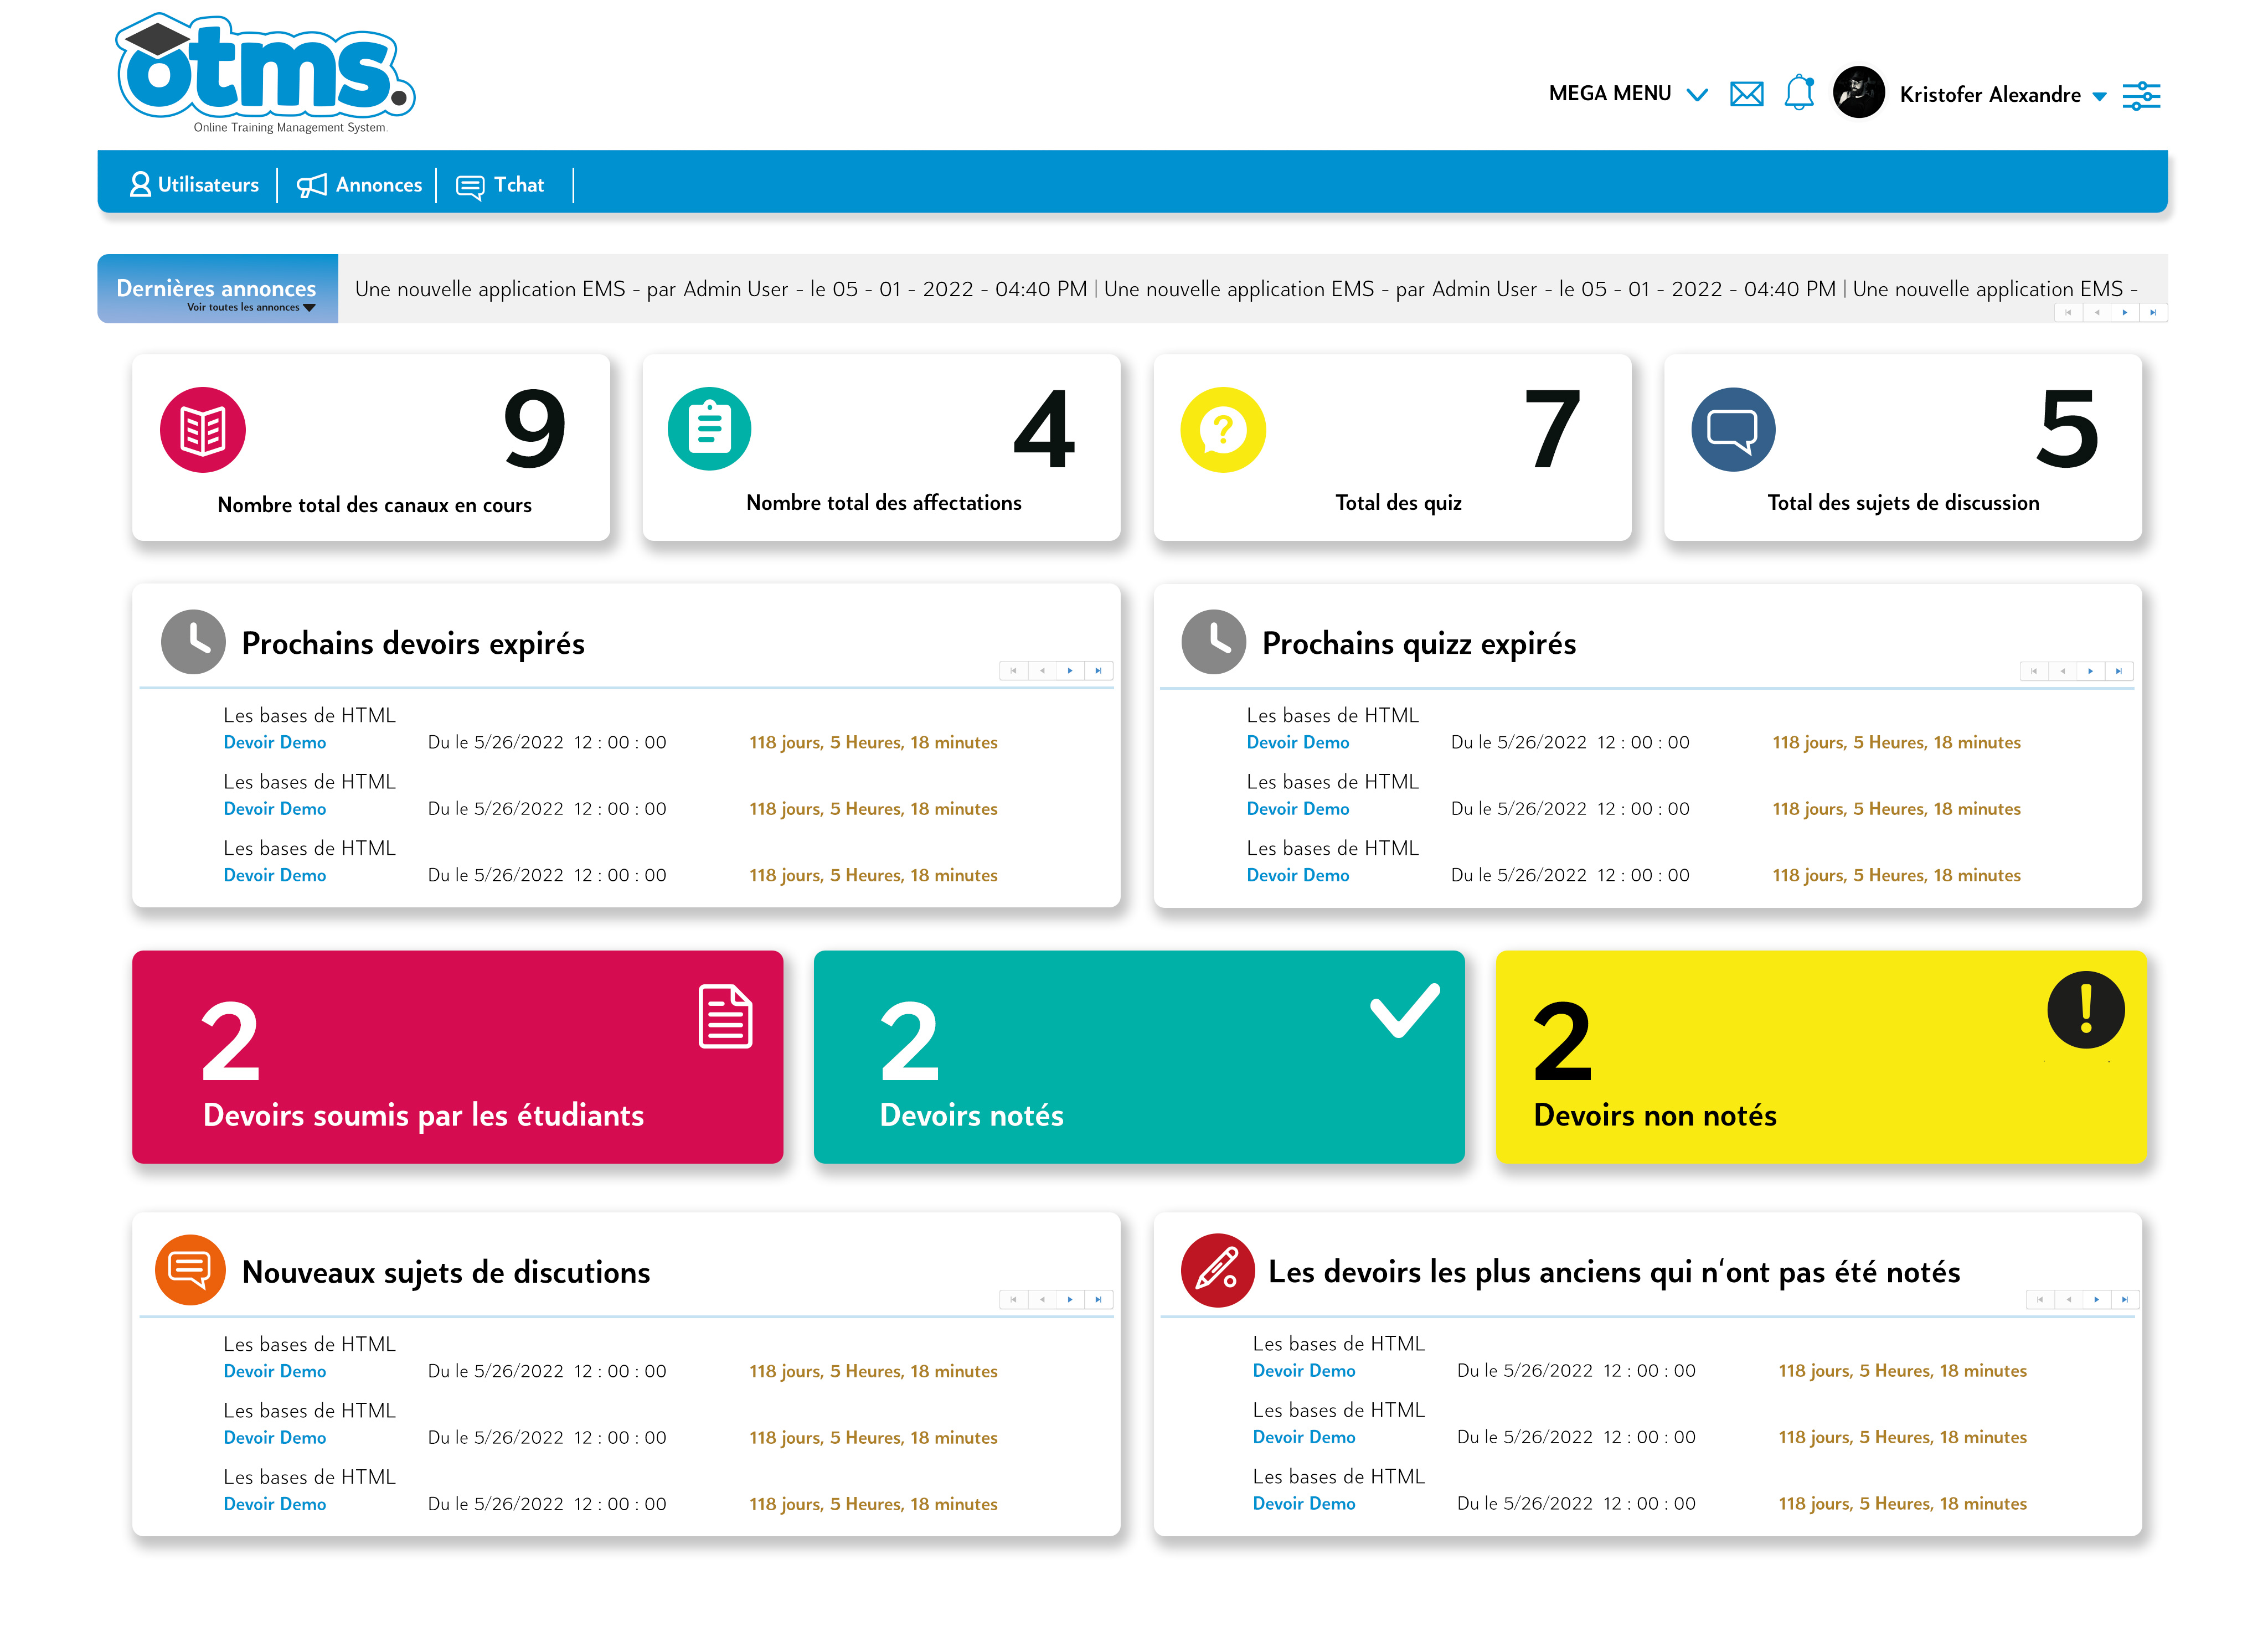 otms.
Online Training Management System.
MEGA MENU
Kristofer Alexandre
Utilisateurs
Annonces
Tchat
Dernières annonces
Voir toutes les annonces
Une nouvelle application EMS - par Admin User - le 05 - 01 - 2022 - 04:40 PM | Une nouvelle application EMS - par Admin User - le 05 - 01 - 2022 - 04:40 PM | Une nouvelle application EMS -
9
Nombre total des canaux en cours
4
Nombre total des affectations
?
7
Total des quiz
5
Total des sujets de discussion
Prochains devoirs expirés
Les bases de HTML
Devoir Demo Du le 5/26/2022 12 : 00 : 00 118 jours, 5 Heures, 18 minutes
Les bases de HTML
Devoir Demo Du le 5/26/2022 12 : 00 : 00 118 jours, 5 Heures, 18 minutes
Les bases de HTML
Devoir Demo Du le 5/26/2022 12 : 00 : 00 118 jours, 5 Heures, 18 minutes
Prochains quizz expirés
Les bases de HTML
Devoir Demo Du le 5/26/2022 12 : 00 : 00 118 jours, 5 Heures, 18 minutes
Les bases de HTML
Devoir Demo Du le 5/26/2022 12 : 00 : 00 118 jours, 5 Heures, 18 minutes
Les bases de HTML
Devoir Demo Du le 5/26/2022 12 : 00 : 00 118 jours, 5 Heures, 18 minutes
2
Devoirs soumis par les étudiants
2
Devoirs notés
!
2
Devoirs non notés
Nouveaux sujets de discutions
Les bases de HTML
Devoir Demo Du le 5/26/2022 12 : 00 : 00 118 jours, 5 Heures, 18 minutes
Les bases de HTML
Devoir Demo Du le 5/26/2022 12 : 00 : 00 118 jours, 5 Heures, 18 minutes
Les bases de HTML
Devoir Demo Du le 5/26/2022 12 : 00 : 00 118 jours, 5 Heures, 18 minutes
Les devoirs les plus anciens qui n‘ont pas été notés
Les bases de HTML
Devoir Demo Du le 5/26/2022 12 : 00 : 00 118 jours, 5 Heures, 18 minutes
Les bases de HTML
Devoir Demo Du le 5/26/2022 12 : 00 : 00 118 jours, 5 Heures, 18 minutes
Les bases de HTML
Devoir Demo Du le 5/26/2022 12 : 00 : 00 118 jours, 5 Heures, 18 minutes